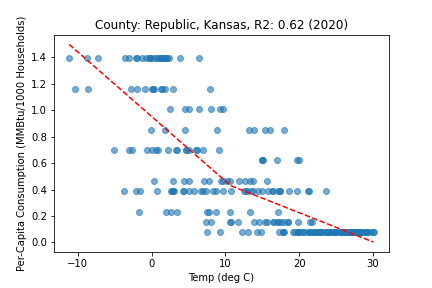 County: Republic, Kansas, R2: 0.62 (2020)
Per-Capita Consumption (MMBtu/1000 Households)
1.4
1.2
1.0
0.8
0.6
0.4
0.2
0.0
−10 0 10 20 30
Temp (deg C)